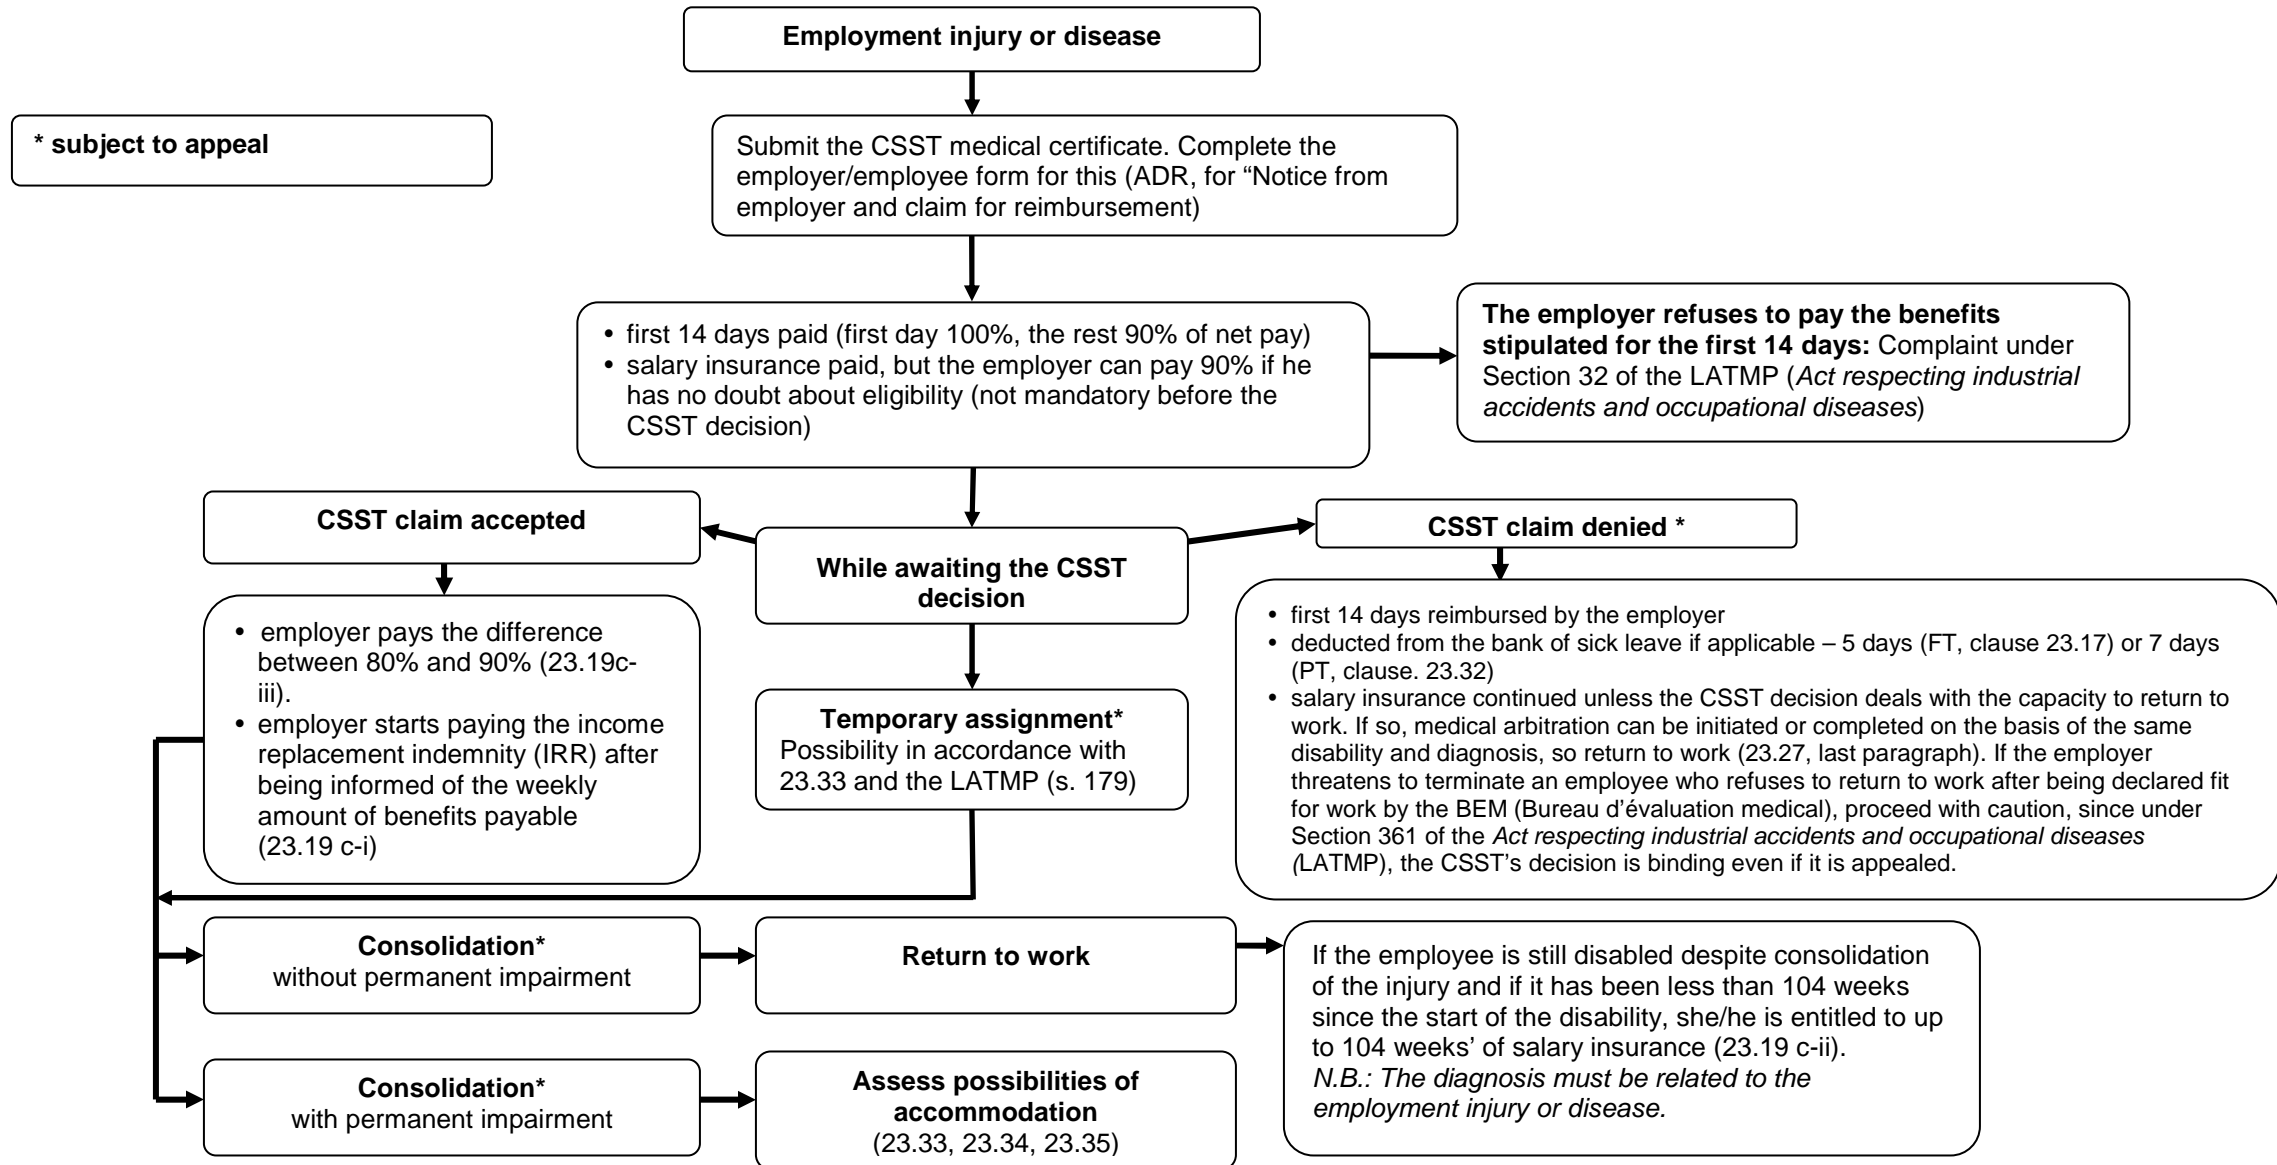 Employment injury or disease
* subject to appeal
Submit the CSST medical certificate. Complete the
employer/employee form for this (ADR, for “Notice from
employer and claim for reimbursement)
• first 14 days paid (first day 100%, the rest 90% of net pay)
• salary insurance paid, but the employer can pay 90% if he
has no doubt about eligibility (not mandatory before the
CSST decision)
The employer refuses to pay the benefits
stipulated for the first 14 days: Complaint under
Section 32 of the LATMP (Act respecting industrial
accidents and occupational diseases)
CSST claim accepted
While awaiting the CSST
decision
CSST claim denied *
• employer pays the difference
between 80% and 90% (23.19c-
iii).
• employer starts paying the income
replacement indemnity (IRR) after
being informed of the weekly
amount of benefits payable
(23.19 c-i)
Temporary assignment*
Possibility in accordance with
23.33 and the LATMP (s. 179)
• first 14 days reimbursed by the employer
• deducted from the bank of sick leave if applicable – 5 days (FT, clause 23.17) or 7 days
(PT, clause. 23.32)
• salary insurance continued unless the CSST decision deals with the capacity to return to
work. If so, medical arbitration can be initiated or completed on the basis of the same
disability and diagnosis, so return to work (23.27, last paragraph). If the employer
threatens to terminate an employee who refuses to return to work after being declared fit
for work by the BEM (Bureau d’évaluation medical), proceed with caution, since under
Section 361 of the Act respecting industrial accidents and occupational diseases
(LATMP), the CSST’s decision is binding even if it is appealed.
Consolidation*
without permanent impairment
Return to work
If the employee is still disabled despite consolidation
of the injury and if it has been less than 104 weeks
since the start of the disability, she/he is entitled to up
to 104 weeks’ of salary insurance (23.19 c-ii).
N.B.: The diagnosis must be related to the
employment injury or disease.
Consolidation*
with permanent impairment
Assess possibilities of
accommodation
(23.33, 23.34, 23.35)